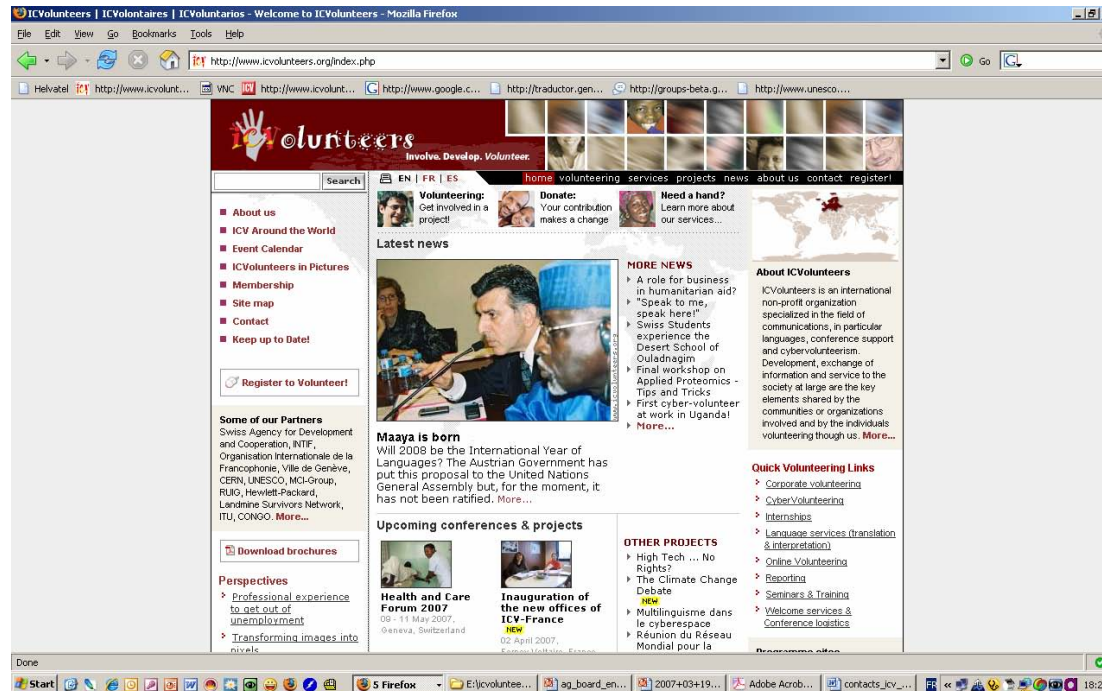 ICVolunteers | ICVolontaires | ICVoluntarios - Welcome to ICVolunteers - Mozilla Firefox
File Edit View Go Bookmarks Tools Help
http://www.icvolunteers.org/index.php
Go
Helvatel http://www.icvolunt... VNC http://www.icvolunt... http://www.google.c... http://traductor.gen... http://groups-beta.g... http://www.unesco....
ICVolunteers
Involve. Develop. Volunteer.
Search
EN | FR | ES
home volunteering services projects news about us contact register!
About us
ICV Around the World
Event Calendar
ICVolunteers in Pictures
Membership
Site map
Contact
Keep up to Date!
Register to Volunteer!
Some of our Partners
Swiss Agency for Development
and Cooperation, INTIF,
Organisation Internationale de la
Francophonie, Ville de Genève,
CERN, UNESCO, MCI-Group,
RUIG, Hewlett-Packard,
Landmine Survivors Network,
ITU, CONGO. More...
Download brochures
Perspectives
Professional experience
to get out of
unemployment
Transforming images into
pixels
Volunteering:
Get involved in a
project!
Donate:
Your contribution
makes a change
Need a hand?
Learn more about
our services...
Latest news
www.icvolunteers.org
Maaya is born
Will 2008 be the International Year of
Languages? The Austrian Government has
put this proposal to the United Nations
General Assembly but, for the moment, it
has not been ratified. More...
MORE NEWS
A role for business
in humanitarian aid?
"Speak to me,
speak here!"
Swiss Students
experience the
Desert School of
Ouladnagim
Final workshop on
Applied Proteomics -
Tips and Tricks
First cyber-volunteer
at work in Uganda!
More...
Upcoming conferences & projects
Health and Care
Forum 2007
09 - 11 May 2007,
Geneva, Switzerland
Inauguration of
the new offices of
ICV-France
NEW
02 April 2007,
Ferney-Voltaire, France
OTHER PROJECTS
High Tech ... No
Rights?
The Climate Change
Debate
NEW
Multilinguisme dans
le cyberespace
Réunion du Réseau
Mondial pour la
About ICVolunteers
ICVolunteers is an international
non-profit organization
specialized in the field of
communications, in particular
languages, conference support
and cybervolunteerism.
Development, exchange of
information and service to the
society at large are the key
elements shared by the
communities or organizations
involved and by the individuals
volunteering though us. More...
Quick Volunteering Links
Corporate volunteering
CyberVolunteering
Internships
Language services (translation
& interpretation)
Online Volunteering
Reporting
Seminars & Training
Welcome services &
Conference logistics
Programme sites
Done
Start 5 Firefox E:\icvoluntee... ag_board_en... 2007+03+19... Adobe Acrob... contacts_icv_... FR 18:2